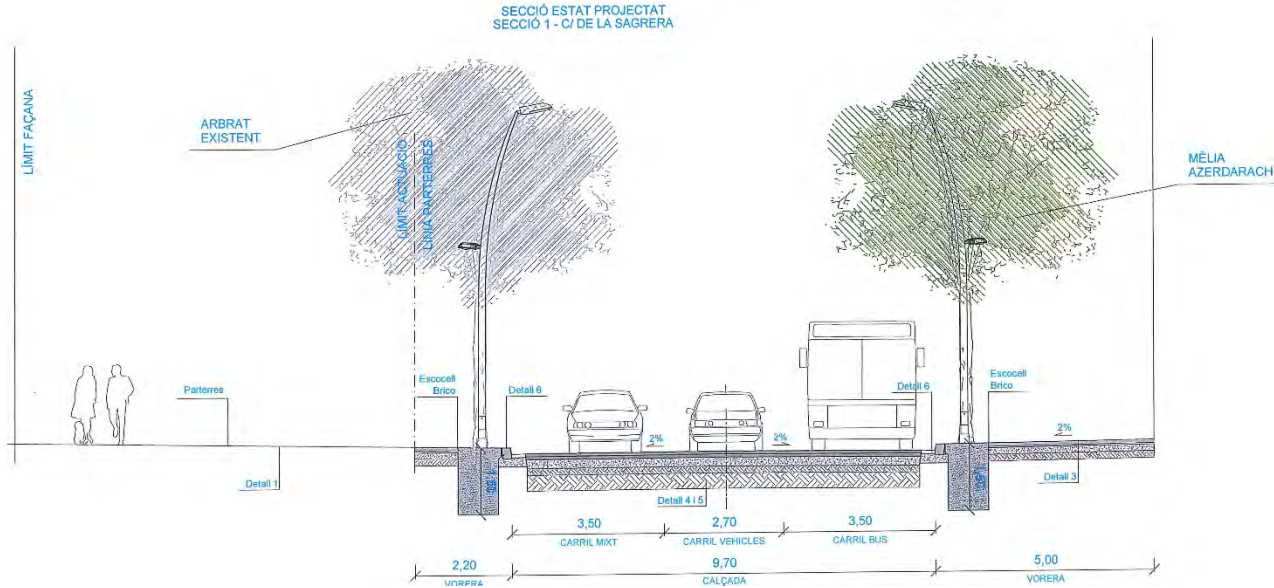 SECCIÓ ESTAT PROJECTAT
SECCIÓ 1 - C/ DE LA SAGRERA
LÍMIT FAÇANA
ARBRAT
EXISTENT
LÍMIT ACTUACIÓ
LÍNIA PARTERRES
MÈLIA
AZERDARACH
Parterres
Escocell
Brico
Detall 6
2%
2%
Detall 6
Escocell
Brico
2%
Detall 1
Detall 4 i 5
Detall 3
3,50
2,70
3,50
CARRIL MIXT
CARRIL VEHICLES
CARRIL BUS
2,20
9,70
5,00
VORERA
CALÇADA
VORERA